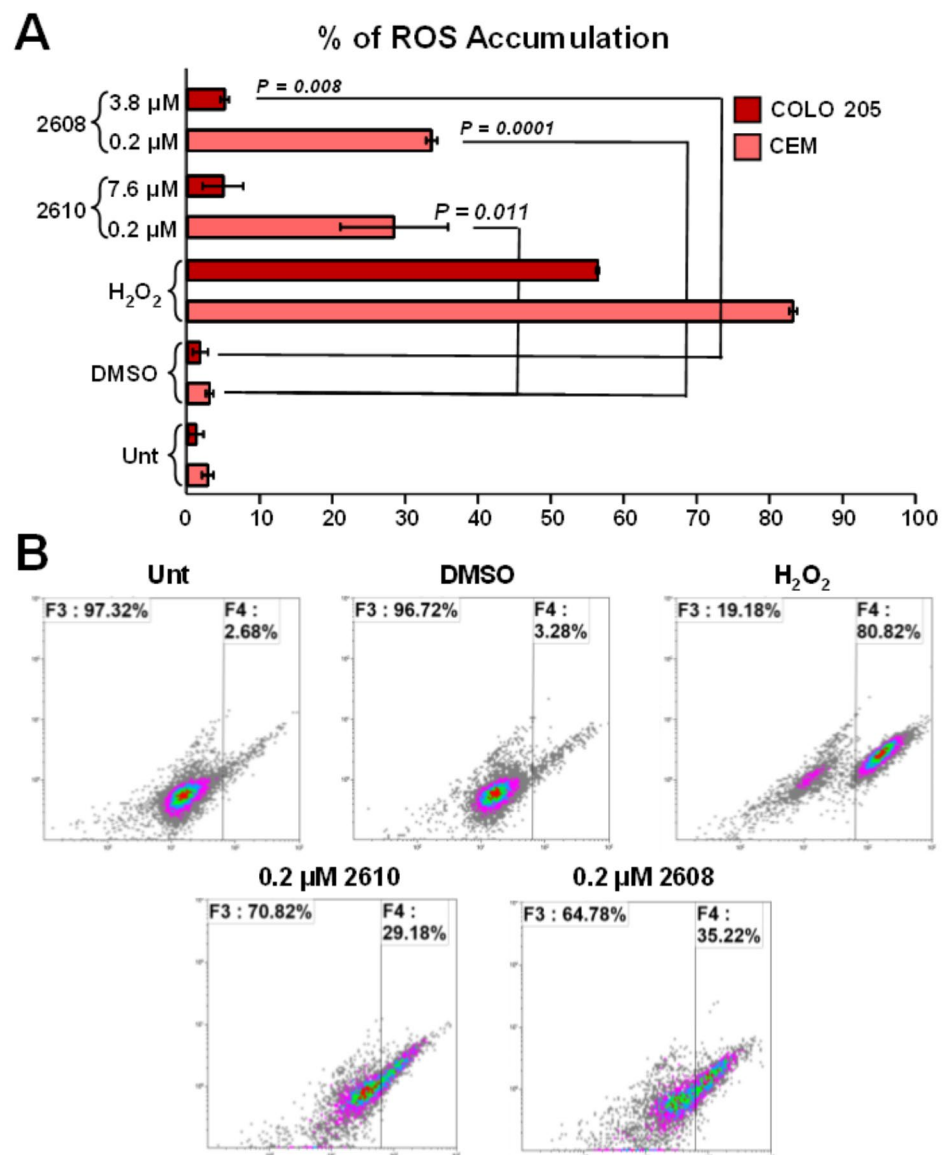 A
% of ROS Accumulation
2608
3.8 µM
P = 0.008
0.2 µM
P = 0.0001
COLO 205
CEM
2610
7.6 µM
0.2 µM
P = 0.011
H₂O₂
DMSO
Unt
0 10 20 30 40 50 60 70 80 90 100
B
Unt
F3 : 97.32%
F4 :
2.68%
DMSO
F3 : 96.72%
F4 :
3.28%
H₂O₂
F3 : 19.18%
F4 :
80.82%
0.2 µM 2610
F3 : 70.82%
F4 :
29.18%
0.2 µM 2608
F3 : 64.78%
F4 :
35.22%